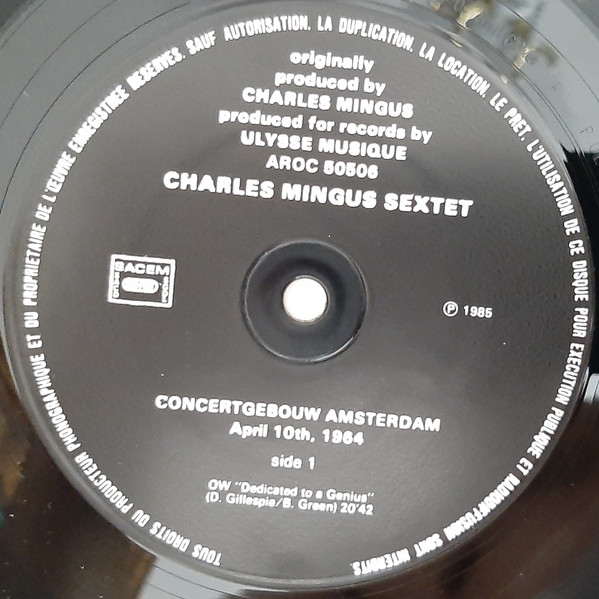 TOUS DROITS DU PRODUCTEUR PHONOGRAPHIQUE ET DU PROPRIETAIRE DE L'ŒUVRE ENREGISTREE RESERVES. SAUF AUTORISATION. LA DUPLICATION. LA LOCATION. LE PRET. L'UTILISATION DE CE DISQUE POUR EXECUTION PUBLIQUE ET RADIODIFFUSION SONT INTERDITS.
originally
produced by
CHARLES MINGUS
produced for records by
ULYSSE MUSIQUE
AROC 50506
CHARLES MINGUS SEXTET
SACEM
℗ 1985
CONCERTGEBOUW AMSTERDAM
April 10th, 1964
side 1
OW "Dedicated to a Genius"
(D. Gillespie/B. Green) 20'42